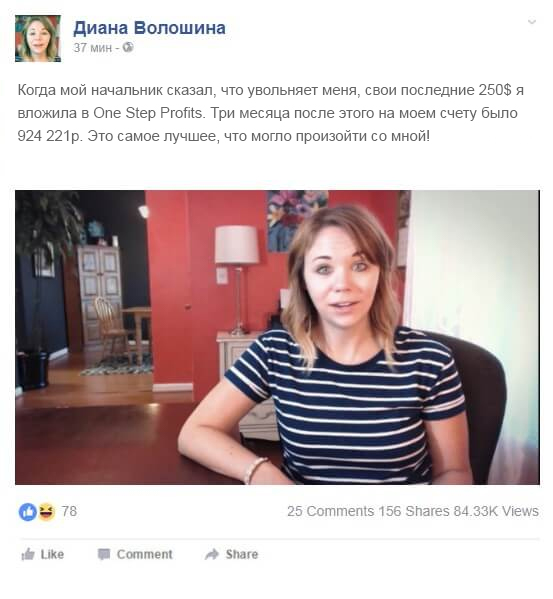 Диана Волошина
37 мин -
Когда мой начальник сказал, что увольняет меня, свои последние 250$ я
вложила в One Step Profits. Три месяца после этого на моем счету было
924 221р. Это самое лучшее, что могло произойти со мной!
78
25 Comments 156 Shares 84.33K Views
Like
Comment
Share